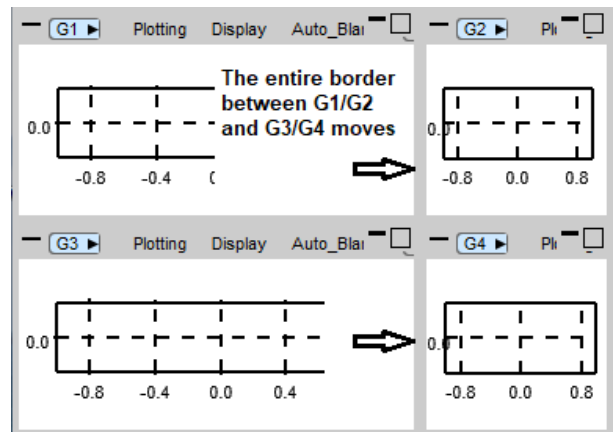 G1 Plotting Display Auto_Bla
G2
The entire border
between G1/G2
and G3/G4 moves
0.0
-0.8 -0.4
0.0
-0.8 0.0 0.8
G3 Plotting Display Auto_Bla
G4
0.0
-0.8 -0.4 0.0 0.4
0.0
-0.8 0.0 0.8